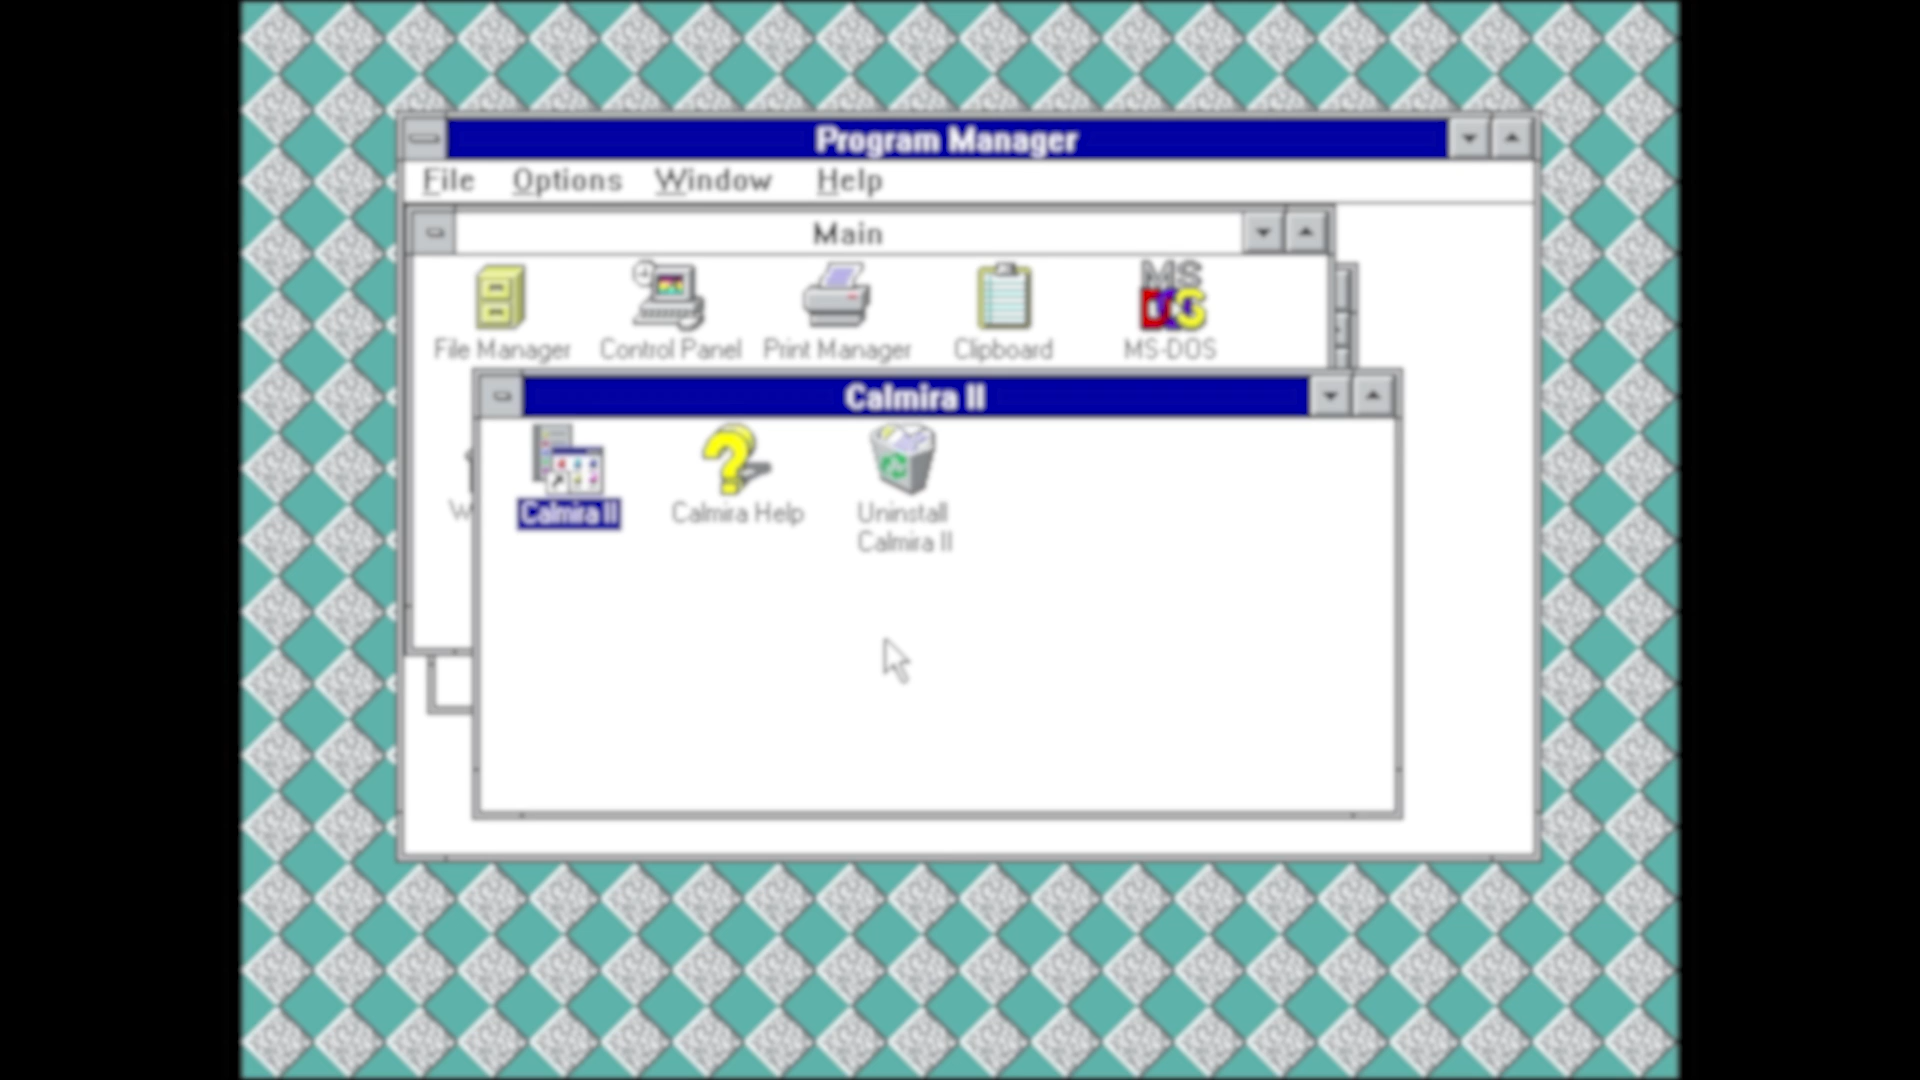 Program Manager
File Options Window Help
Main
File Manager Control Panel Print Manager Clipboard MS-DOS
Calmira II
Calmira II Calmira Help Uninstall
Calmira II